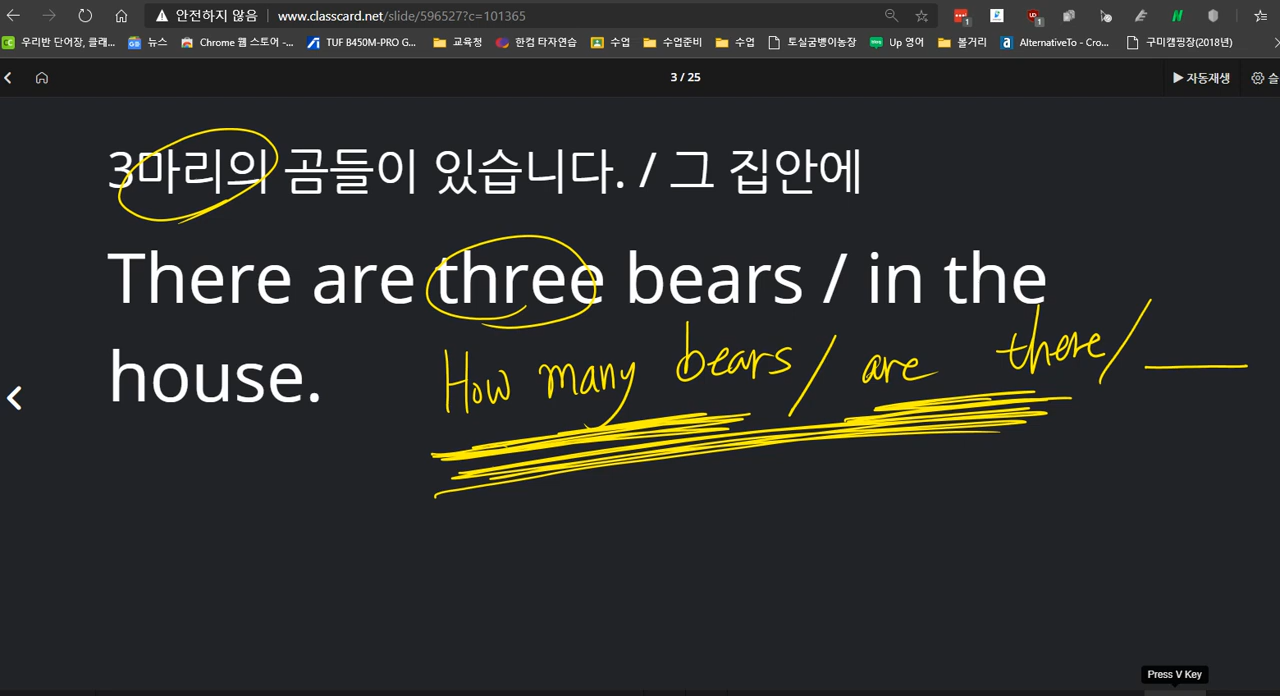 안전하지 않음 www.classcard.net/slide/596527?c=101365
우리반 단어장, 클래... 뉴스 Chrome 웹 스토어 -... TUF B450M-PRO G... 교육청 한컴 타자연습 수업 수업준비 수업 토실굼벵이농장 Up 영어 볼거리 AlternativeTo - Cro... 구미캠핑장(2018년)
3 / 25 자동재생 슬
3마리의 곰들이 있습니다. / 그 집안에
There are three bears / in the
house.
How many bears / are there / ____
Press V Key